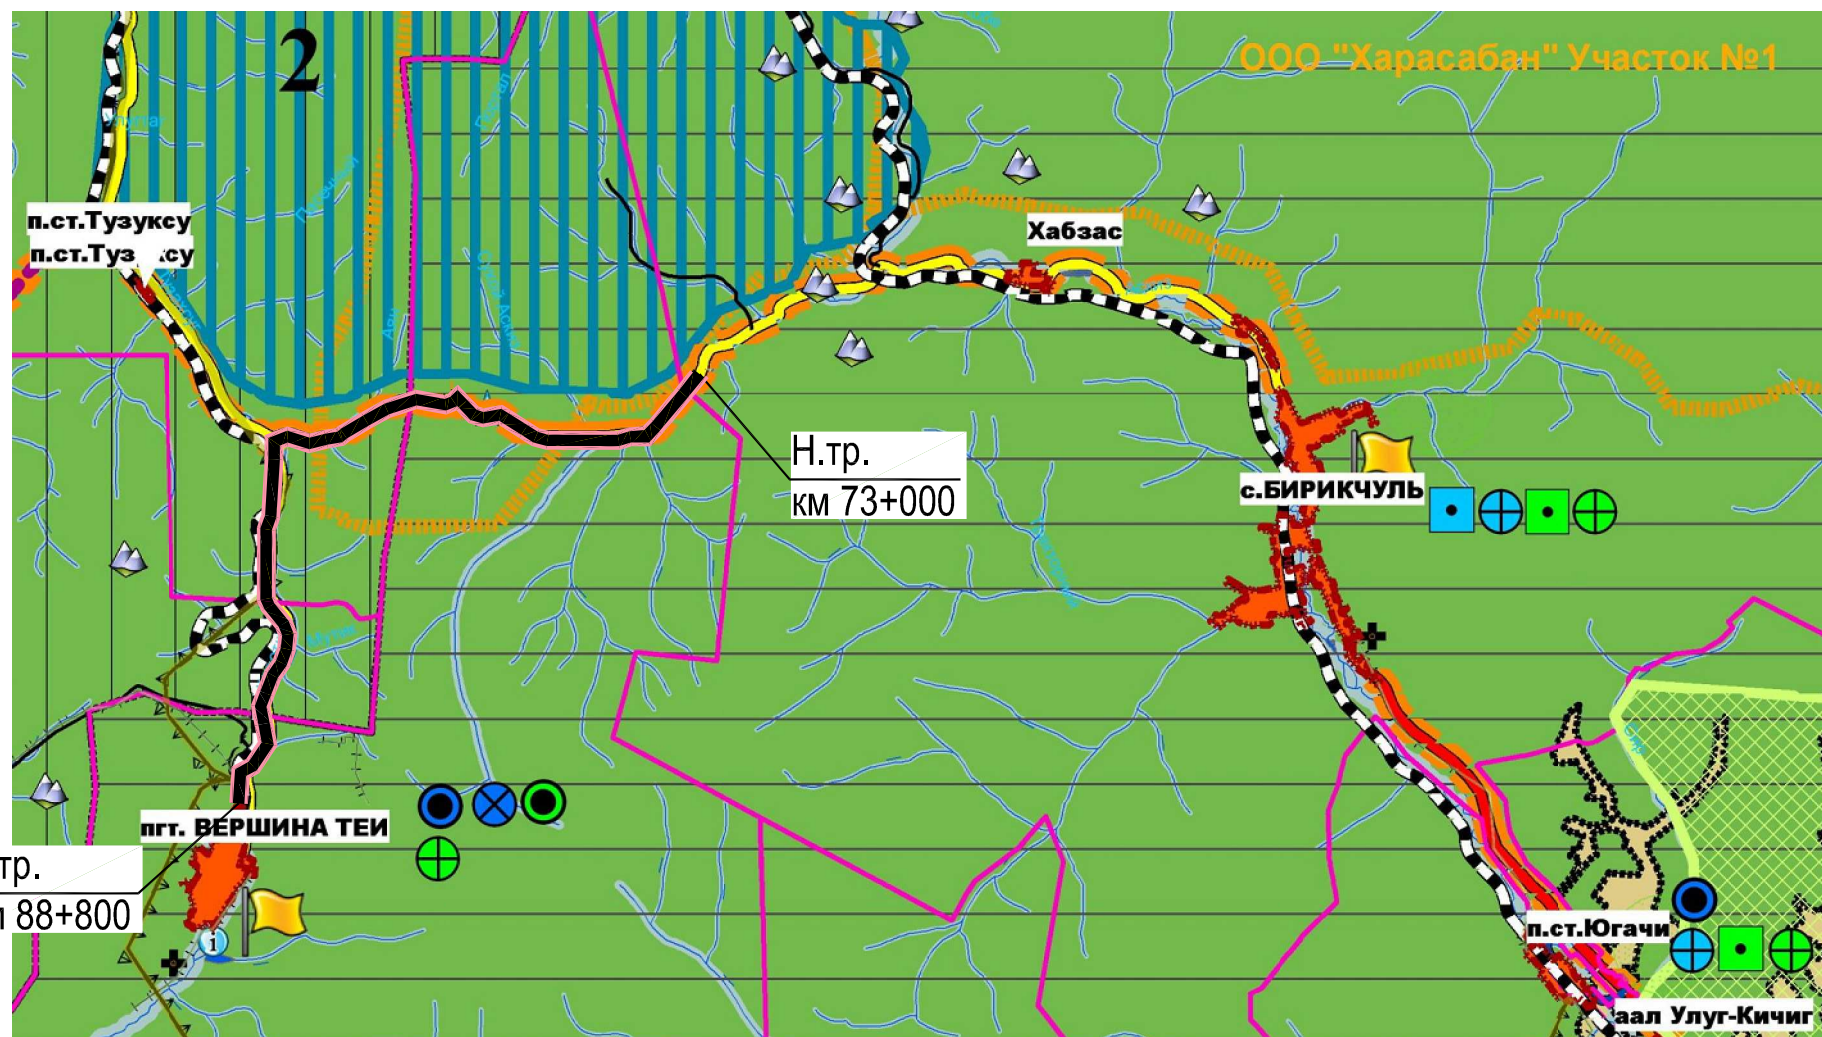 2
ООО "Харасабан" Участок №1
п.ст.Тузуксу
Хабзас
Аян
Н.тр.
км 73+000
с.БИРИКЧУЛЬ
пгт. ВЕРШИНА ТЕИ
тр.
88+800
i
п.ст.Югачи
аал Улуг-Кичиг